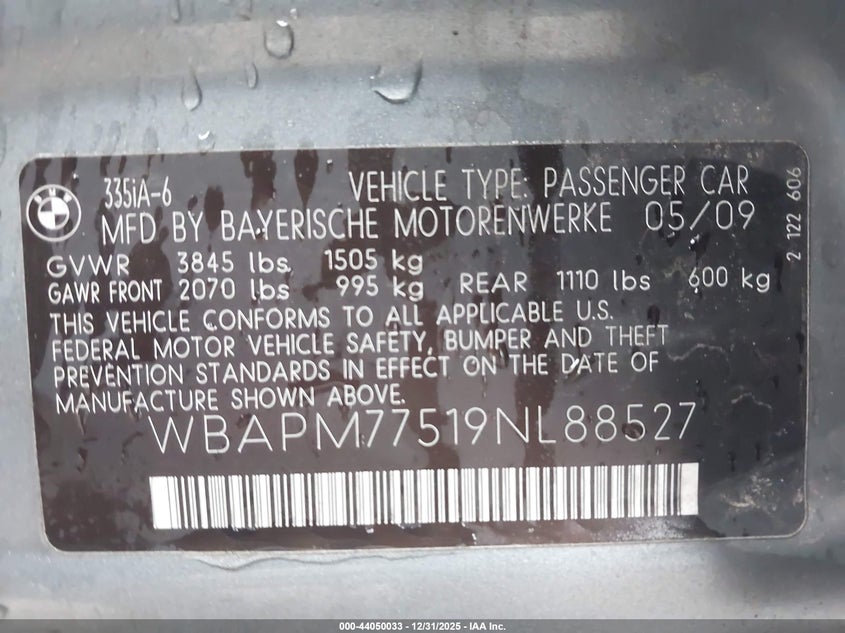 335iA-6 VEHICLE TYPE: PASSENGER CAR
MFD BY BAYERISCHE MOTORENWERKE 05/09
GVWR 3845 lbs 1505 kg
GAWR FRONT 2070 lbs 995 kg REAR 1110 lbs 600 kg
THIS VEHICLE CONFORMS TO ALL APPLICABLE U.S.
FEDERAL MOTOR VEHICLE SAFETY, BUMPER AND THEFT
PREVENTION STANDARDS IN EFFECT ON THE DATE OF
MANUFACTURE SHOWN ABOVE.
WBAPM77519NL88527
2 122 606
BMW
000-44050033 - 12/31/2025 - IAA Inc.